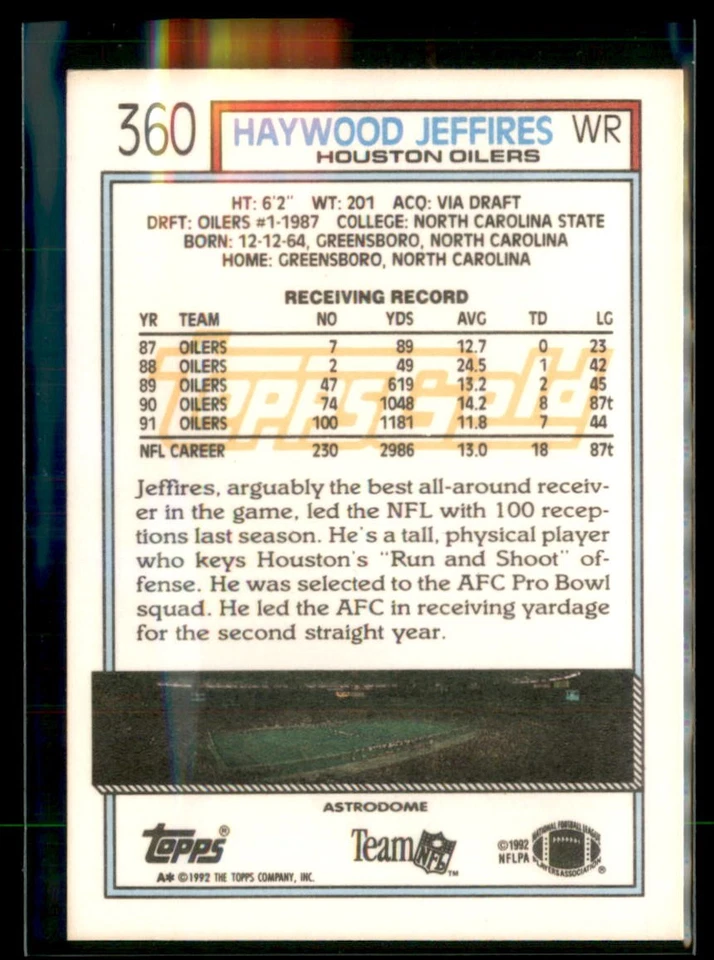 360 HAYWOOD JEFFIRES WR
HOUSTON OILERS
HT: 6'2" WT: 201 ACQ: VIA DRAFT
DRFT: OILERS #1-1987 COLLEGE: NORTH CAROLINA STATE
BORN: 12-12-64, GREENSBORO, NORTH CAROLINA
HOME: GREENSBORO, NORTH CAROLINA
RECEIVING RECORD
YR TEAM NO YDS AVG TD LG
87 OILERS 7 89 12.7 0 23
88 OILERS 2 49 24.5 1 42
89 OILERS 47 619 13.2 2 45
90 OILERS 74 1048 14.2 8 87t
91 OILERS 100 1181 11.8 7 44
NFL CAREER 230 2986 13.0 18 87t
Topps Gold
Jeffires, arguably the best all-around receiv-
er in the game, led the NFL with 100 recep-
tions last season. He's a tall, physical player
who keys Houston's "Run and Shoot" of-
fense. He was selected to the AFC Pro Bowl
squad. He led the AFC in receiving yardage
for the second straight year.
ASTRODOME
Topps® Team NFL™ ©1992 NFLPA NATIONAL FOOTBALL LEAGUE PLAYERS ASSOCIATION ®
A* ©1992 THE TOPPS COMPANY, INC.